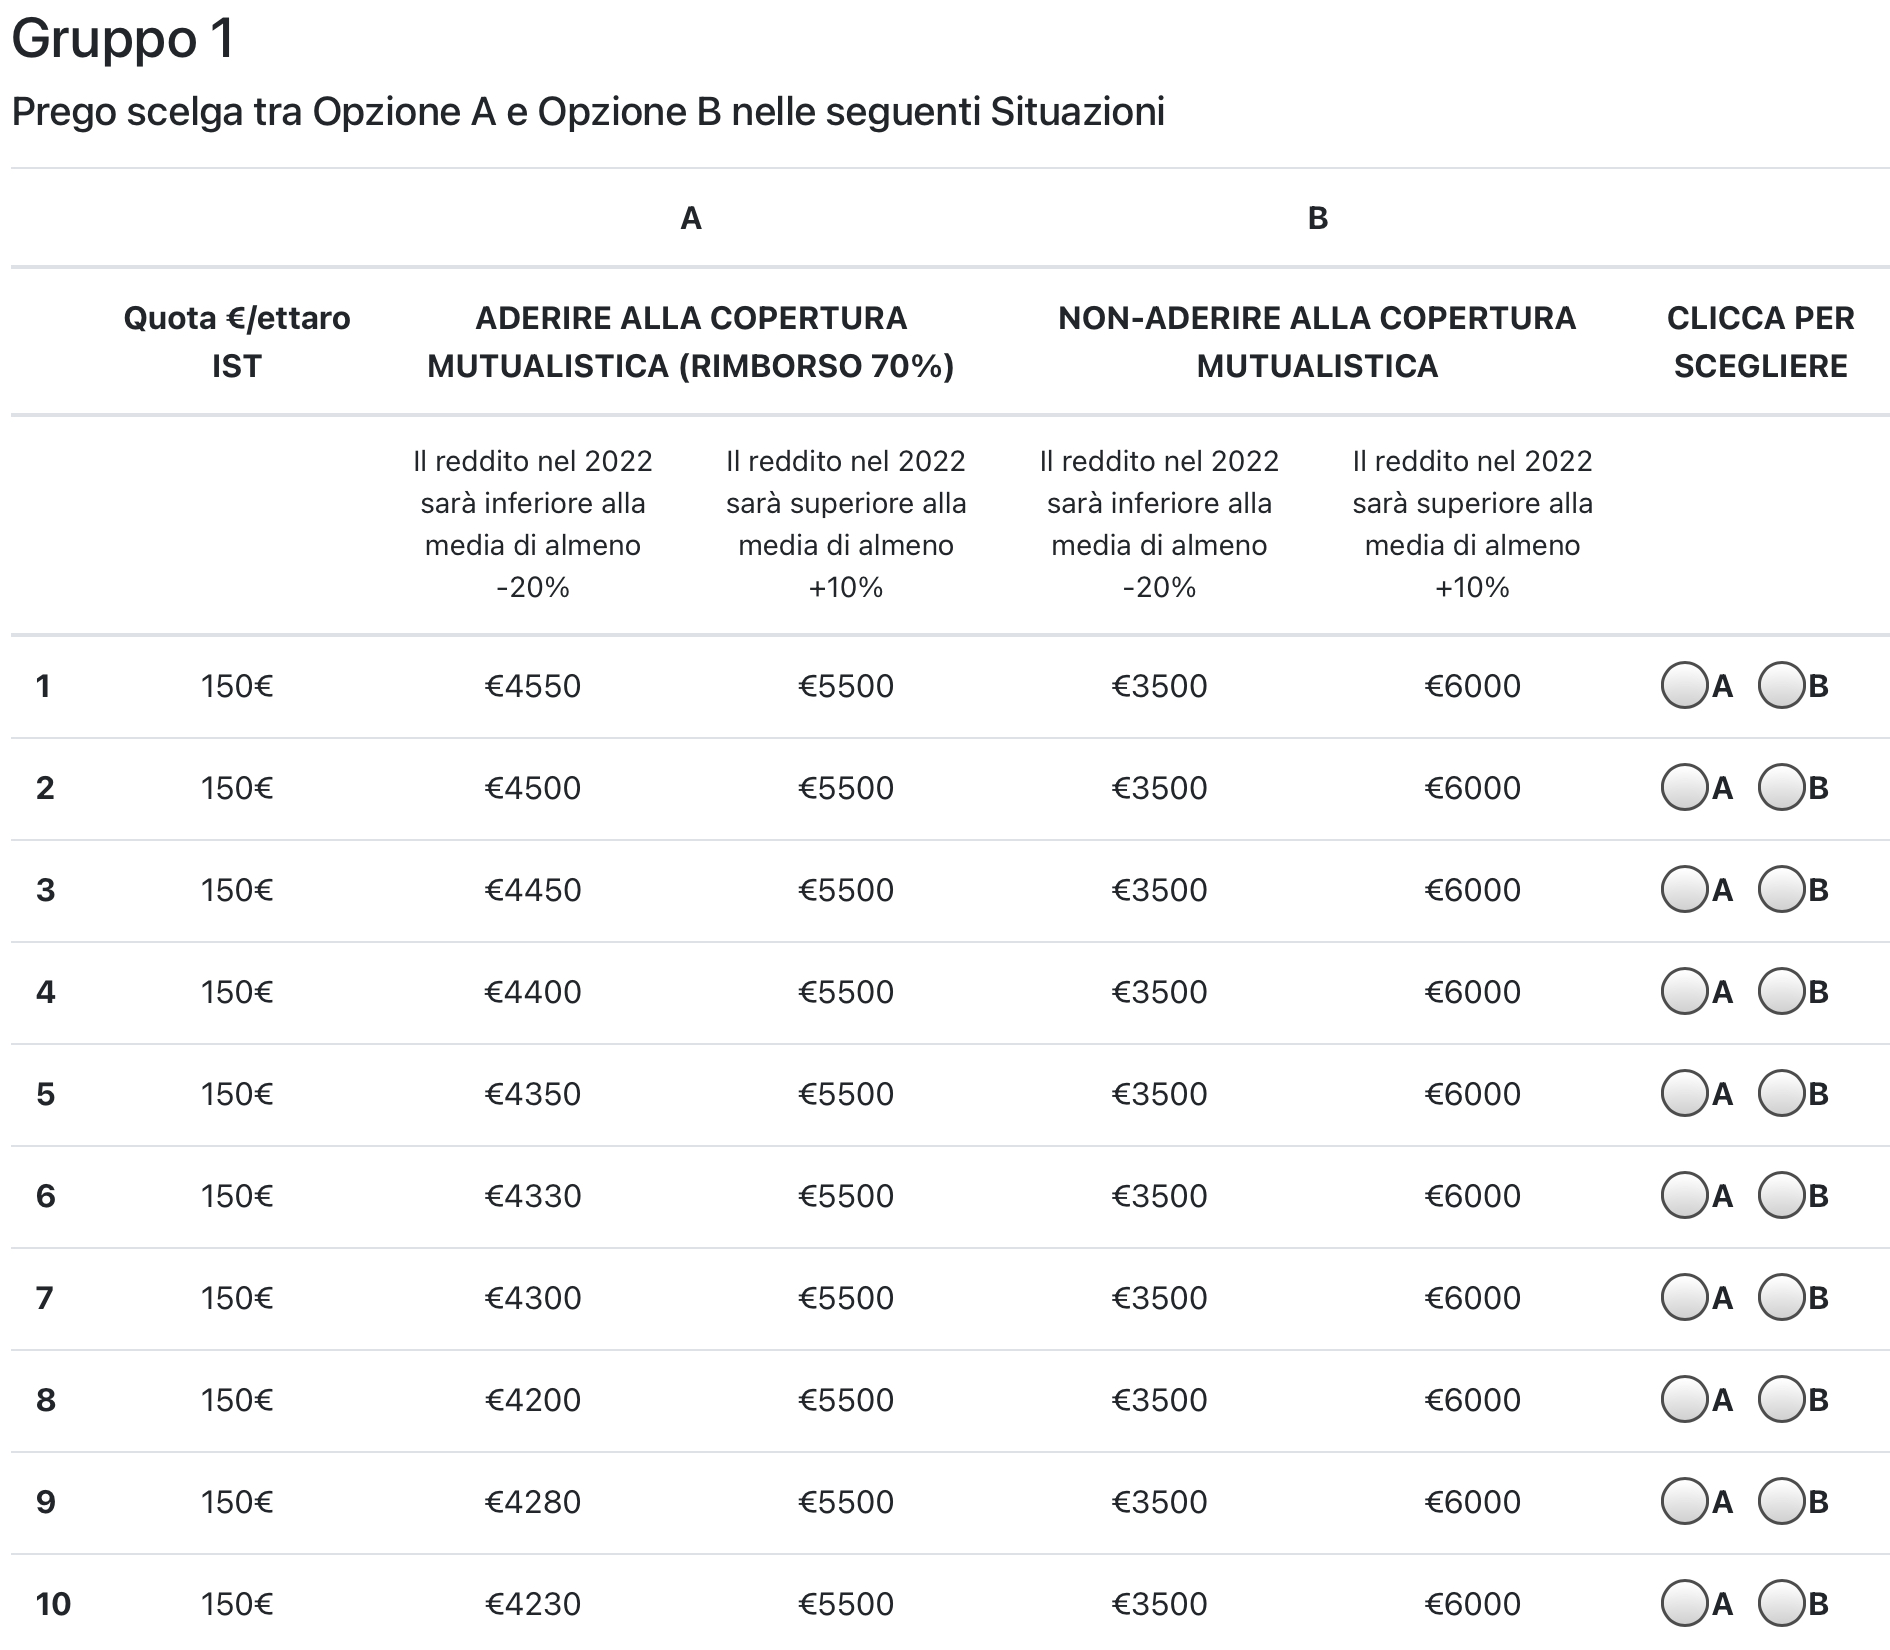 Gruppo 1
Prego scelga tra Opzione A e Opzione B nelle seguenti Situazioni
A B
Quota €/ettaro IST ADERIRE ALLA COPERTURA MUTUALISTICA (RIMBORSO 70%) NON-ADERIRE ALLA COPERTURA MUTUALISTICA CLICCA PER SCEGLIERE
Il reddito nel 2022 sarà inferiore alla media di almeno -20% Il reddito nel 2022 sarà superiore alla media di almeno +10% Il reddito nel 2022 sarà inferiore alla media di almeno -20% Il reddito nel 2022 sarà superiore alla media di almeno +10%
1 150€ €4550 €5500 €3500 €6000 A B
2 150€ €4500 €5500 €3500 €6000 A B
3 150€ €4450 €5500 €3500 €6000 A B
4 150€ €4400 €5500 €3500 €6000 A B
5 150€ €4350 €5500 €3500 €6000 A B
6 150€ €4330 €5500 €3500 €6000 A B
7 150€ €4300 €5500 €3500 €6000 A B
8 150€ €4200 €5500 €3500 €6000 A B
9 150€ €4280 €5500 €3500 €6000 A B
10 150€ €4230 €5500 €3500 €6000 A B